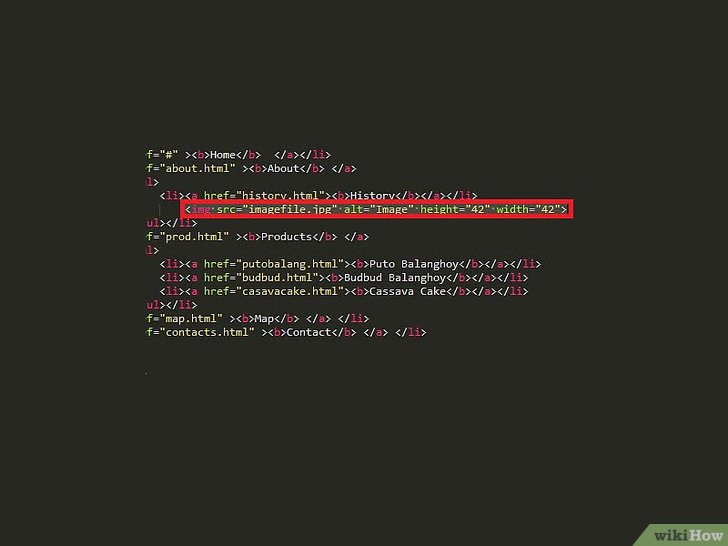 f="#" ><b>Home</b>  </a></li>
f="about.html" ><b>About</b> </a>
l>
<li><a href="history.html"><b>History</b></a></li>
<img src="imagefile.jpg" alt="Image" height="42" width="42">
ul></li>
f="prod.html" ><b>Products</b> </a>
l>
<li><a href="putobalang.html"><b>Puto Balanghoy</b></a></li>
<li><a href="budbud.html"><b>Budbud Balanghoy</b></a></li>
<li><a href="casavacake.html"><b>Cassava Cake</b></a></li>
ul></li>
f="map.html" ><b>Map</b> </a> </li>
f="contacts.html" ><b>Contact</b> </a> </li>
wikiHow